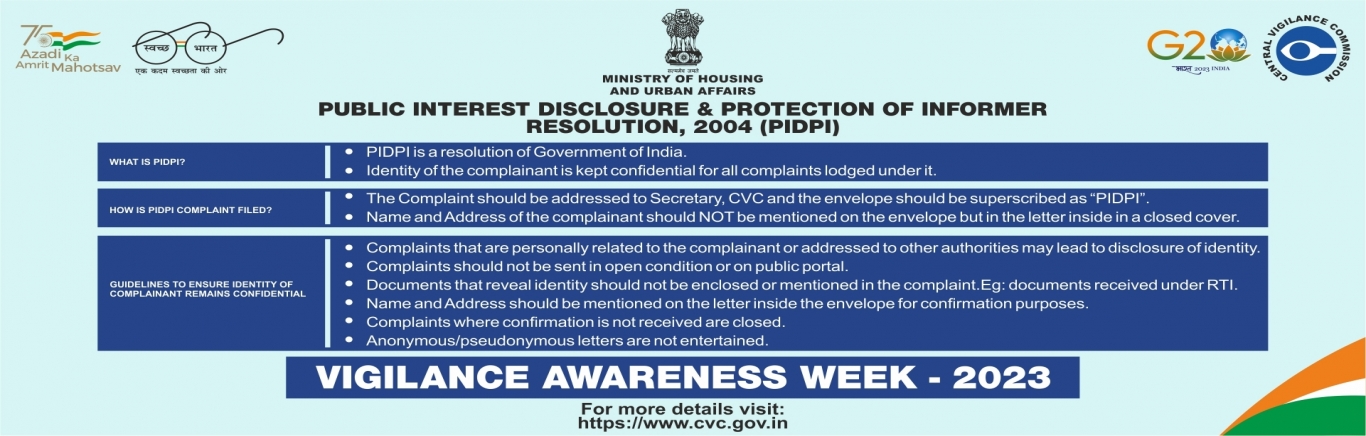 75
Azadi Ka
Amrit Mahotsav
स्वच्छ भारत
एक कदम स्वच्छता की ओर
सत्यमेव जयते
MINISTRY OF HOUSING
AND URBAN AFFAIRS
G20
भारत 2023 INDIA
CENTRAL VIGILANCE COMMISSION
PUBLIC INTEREST DISCLOSURE & PROTECTION OF INFORMER
RESOLUTION, 2004 (PIDPI)
WHAT IS PIDPI?
• PIDPI is a resolution of Government of India.
• Identity of the complainant is kept confidential for all complaints lodged under it.
HOW IS PIDPI COMPLAINT FILED?
• The Complaint should be addressed to Secretary, CVC and the envelope should be superscribed as “PIDPI”.
• Name and Address of the complainant should NOT be mentioned on the envelope but in the letter inside in a closed cover.
GUIDELINES TO ENSURE IDENTITY OF
COMPLAINANT REMAINS CONFIDENTIAL
• Complaints that are personally related to the complainant or addressed to other authorities may lead to disclosure of identity.
• Complaints should not be sent in open condition or on public portal.
• Documents that reveal identity should not be enclosed or mentioned in the complaint.Eg: documents received under RTI.
• Name and Address should be mentioned on the letter inside the envelope for confirmation purposes.
• Complaints where confirmation is not received are closed.
• Anonymous/pseudonymous letters are not entertained.
VIGILANCE AWARENESS WEEK - 2023
For more details visit:
https://www.cvc.gov.in